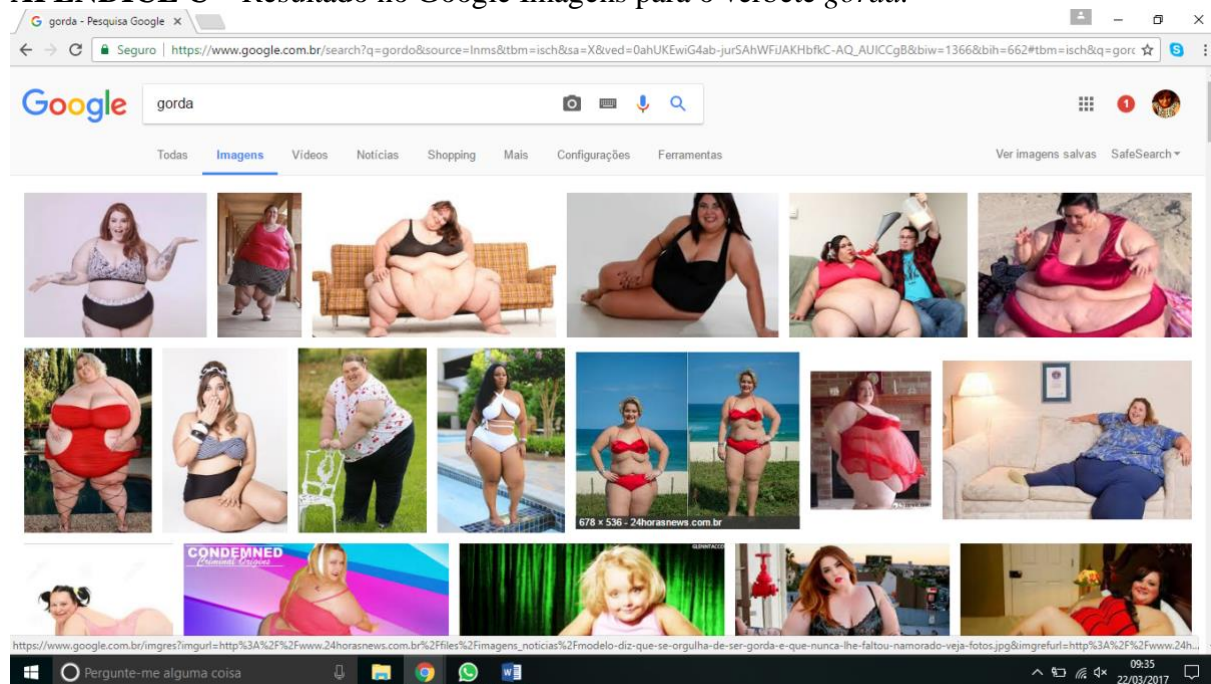 APÊNDICE C – Resultado no Google Imagens para o verbete gorda.
gorda - Pesquisa Google
Seguro | https://www.google.com.br/search?q=gordo&source=lnms&tbm=isch&sa=X&ved=0ahUKEwiG4ab-jurSAhWFiJAKHbfkC-AQ_AUICCgB&biw=1366&bih=662#tbm=isch&q=gord
Google gorda 1
Todas Imagens Vídeos Notícias Shopping Mais Configurações Ferramentas Ver imagens salvas SafeSearch
678 × 536 - 24horasnews.com.br
CONDEMNED
Criminal Origins
https://www.google.com.br/imgres?imgurl=http%3A%2F%2Fwww.24horasnews.com.br%2Ffiles%2Fimagens_noticias%2Fmodelo-diz-que-se-orgulha-de-ser-gorda-e-que-nunca-lhe-faltou-namorado-veja-fotos.jpg&imgrefurl=http%3A%2F%2Fwww.24h...
Pergunte-me alguma coisa 09:35
22/03/2017